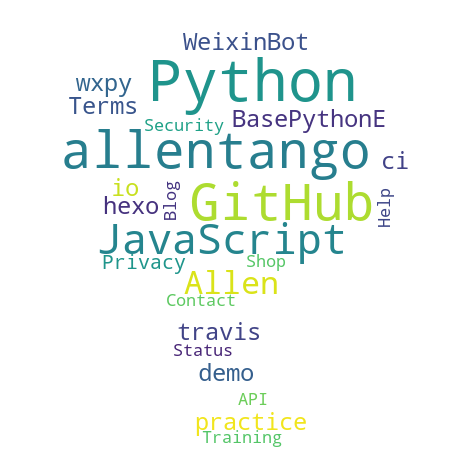 WeixinBot
Python
wxpy
Terms
BasePythonE
Security
allentango
ci
io
GitHub
hexo
Blog
Help
JavaScript
Privacy
Shop
Allen
Contact
travis
Status
demo
API
practice
Training